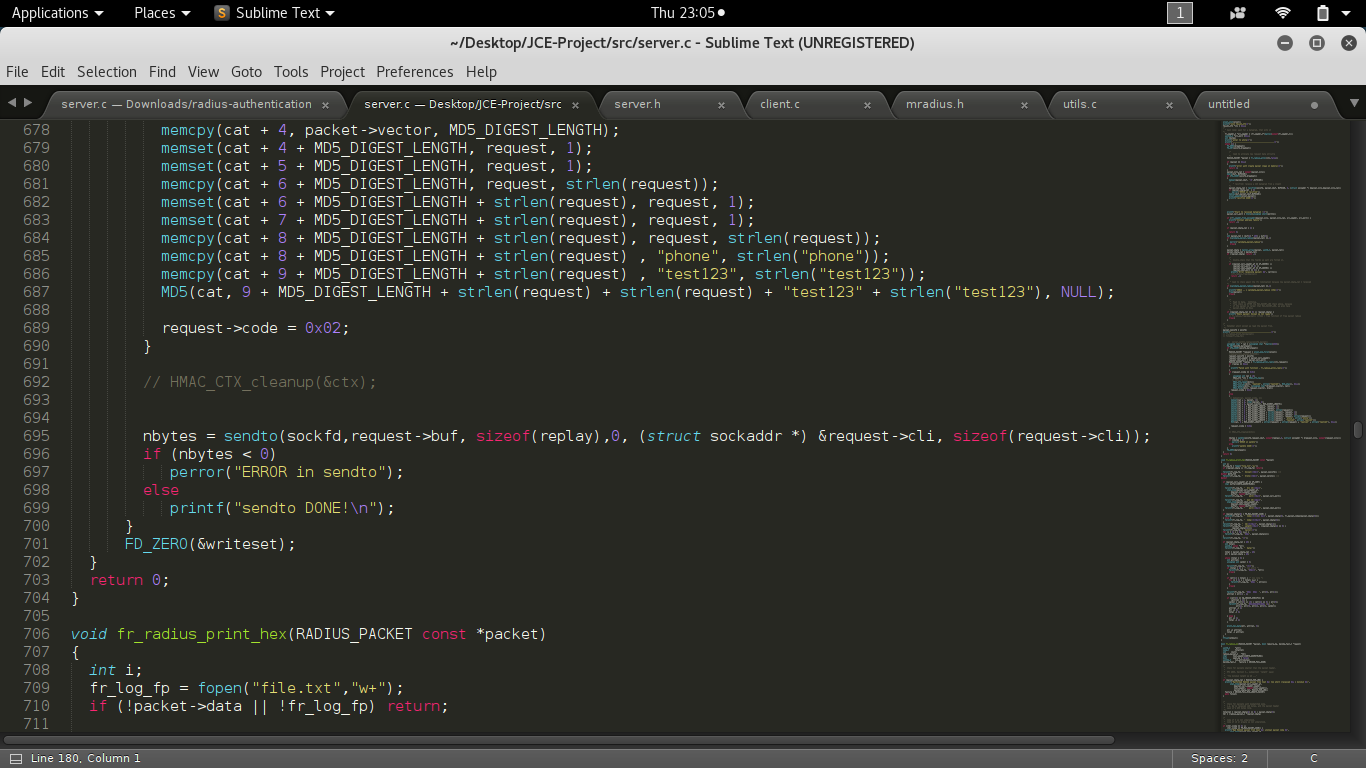 Applications Places Sublime Text Thu 23:05 1
~/Desktop/JCE-Project/src/server.c - Sublime Text (UNREGISTERED)
File Edit Selection Find View Goto Tools Project Preferences Help
server.c — Downloads/radius-authentication server.c — Desktop/JCE-Project/src server.h client.c mradius.h utils.c untitled
678 memcpy(cat + 4, packet->vector, MD5_DIGEST_LENGTH);
679 memset(cat + 4 + MD5_DIGEST_LENGTH, request, 1);
680 memset(cat + 5 + MD5_DIGEST_LENGTH, request, 1);
681 memcpy(cat + 6 + MD5_DIGEST_LENGTH, request, strlen(request));
682 memset(cat + 6 + MD5_DIGEST_LENGTH + strlen(request), request, 1);
683 memset(cat + 7 + MD5_DIGEST_LENGTH + strlen(request), request, 1);
684 memcpy(cat + 8 + MD5_DIGEST_LENGTH + strlen(request), request, strlen(request));
685 memcpy(cat + 8 + MD5_DIGEST_LENGTH + strlen(request) , "phone", strlen("phone"));
686 memcpy(cat + 9 + MD5_DIGEST_LENGTH + strlen(request) , "test123", strlen("test123"));
687 MD5(cat, 9 + MD5_DIGEST_LENGTH + strlen(request) + strlen(request) + "test123" + strlen("test123"), NULL);
688
689 request->code = 0x02;
690 }
691
692 // HMAC_CTX_cleanup(&ctx);
693
694
695 nbytes = sendto(sockfd,request->buf, sizeof(replay),0, (struct sockaddr *) &request->cli, sizeof(request->cli));
696 if (nbytes < 0)
697 perror("ERROR in sendto");
698 else
699 printf("sendto DONE!\n");
700 }
701 FD_ZERO(&writeset);
702 }
703 return 0;
704 }
705
706 void fr_radius_print_hex(RADIUS_PACKET const *packet)
707 {
708 int i;
709 fr_log_fp = fopen("file.txt","w+");
710 if (!packet->data || !fr_log_fp) return;
711
Line 180, Column 1 Spaces: 2 C